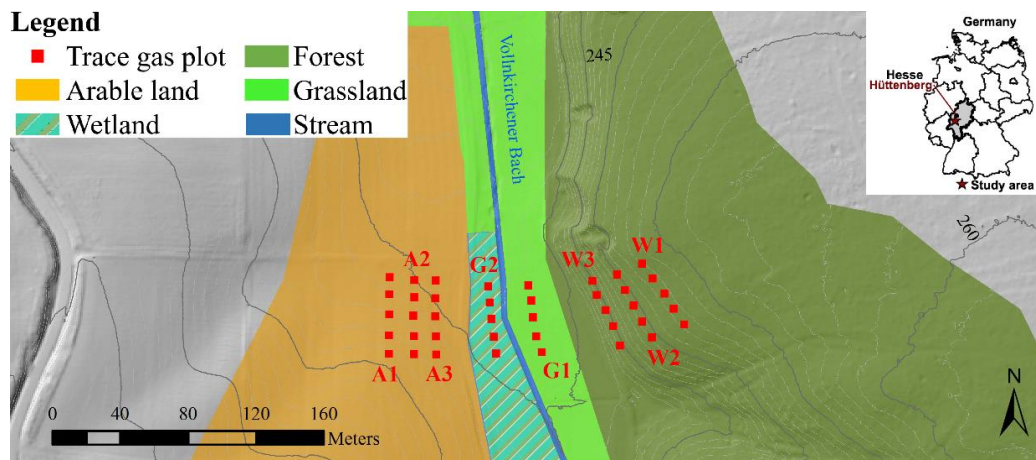 Legend
Trace gas plot
Arable land
Wetland
Forest
Grassland
Stream
Vollnkirchener Bach
245
260
Germany
Hesse
Hüttenberg
Study area
A2
G2
W3
W1
A1
A3
G1
W2
0 40 80 120 160
Meters
N